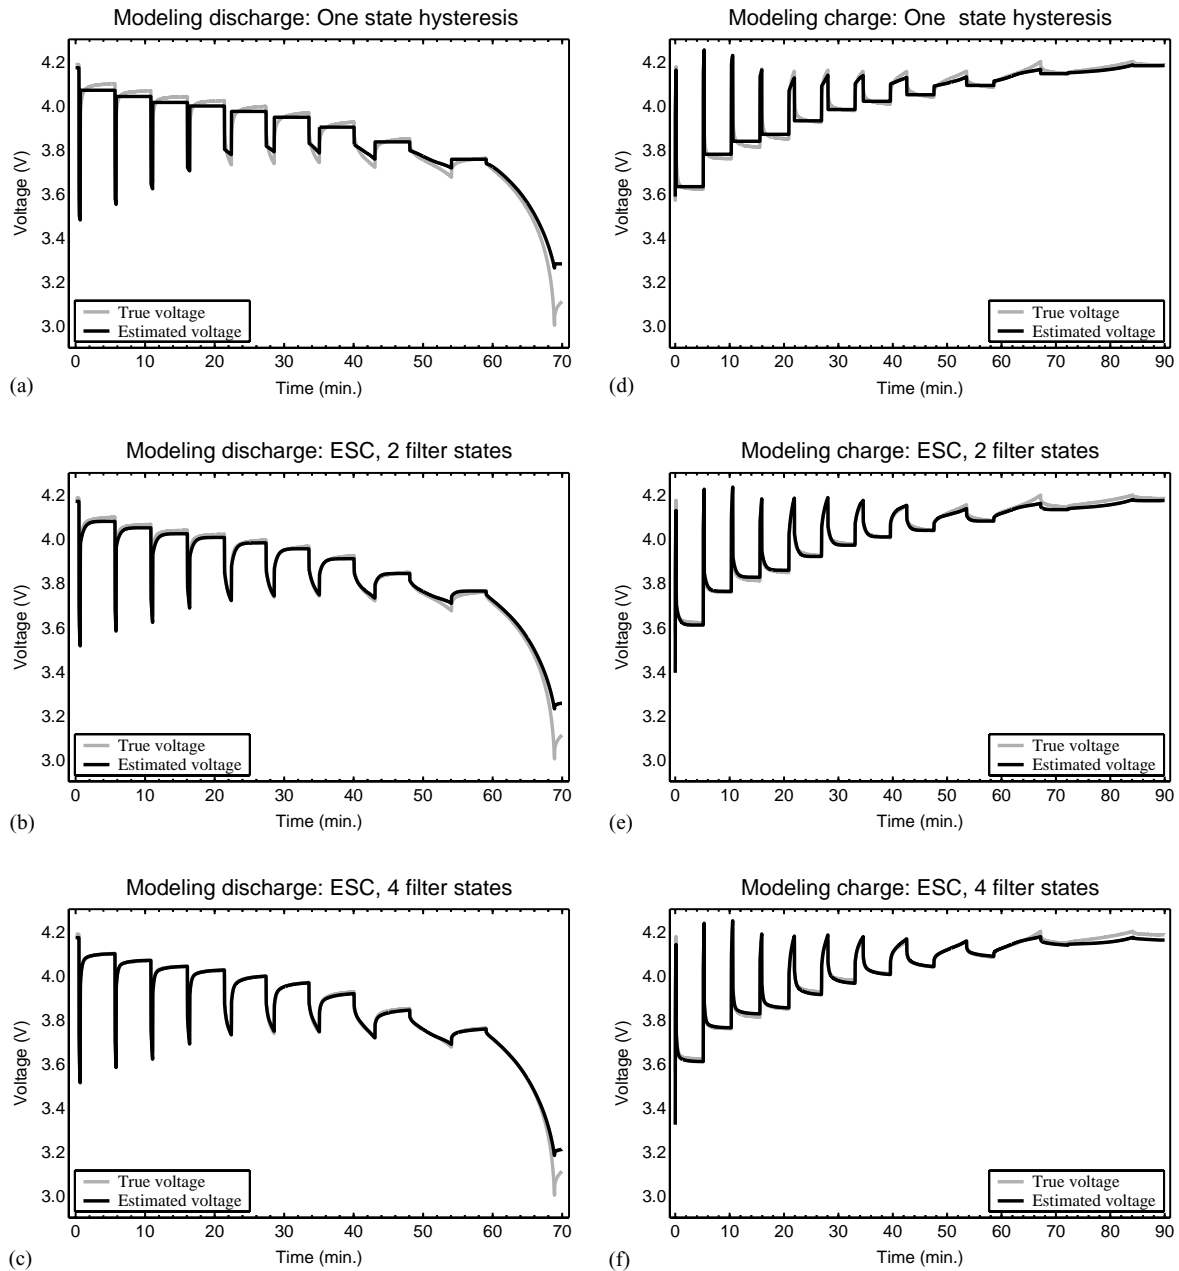 Modeling discharge: One state hysteresis
Voltage (V)
4.2
4.0
3.8
3.6
3.4
3.2
3.0
True voltage
Estimated voltage
0 10 20 30 40 50 60 70
Time (min.)
(a)
Modeling charge: One state hysteresis
Voltage (V)
4.2
4.0
3.8
3.6
3.4
3.2
3.0
True voltage
Estimated voltage
0 10 20 30 40 50 60 70 80 90
Time (min.)
(d)
Modeling discharge: ESC, 2 filter states
Voltage (V)
4.2
4.0
3.8
3.6
3.4
3.2
3.0
True voltage
Estimated voltage
0 10 20 30 40 50 60 70
Time (min.)
(b)
Modeling charge: ESC, 2 filter states
Voltage (V)
4.2
4.0
3.8
3.6
3.4
3.2
3.0
True voltage
Estimated voltage
0 10 20 30 40 50 60 70 80 90
Time (min.)
(e)
Modeling discharge: ESC, 4 filter states
Voltage (V)
4.2
4.0
3.8
3.6
3.4
3.2
3.0
True voltage
Estimated voltage
0 10 20 30 40 50 60 70
Time (min.)
(c)
Modeling charge: ESC, 4 filter states
Voltage (V)
4.2
4.0
3.8
3.6
3.4
3.2
3.0
True voltage
Estimated voltage
0 10 20 30 40 50 60 70 80 90
Time (min.)
(f)